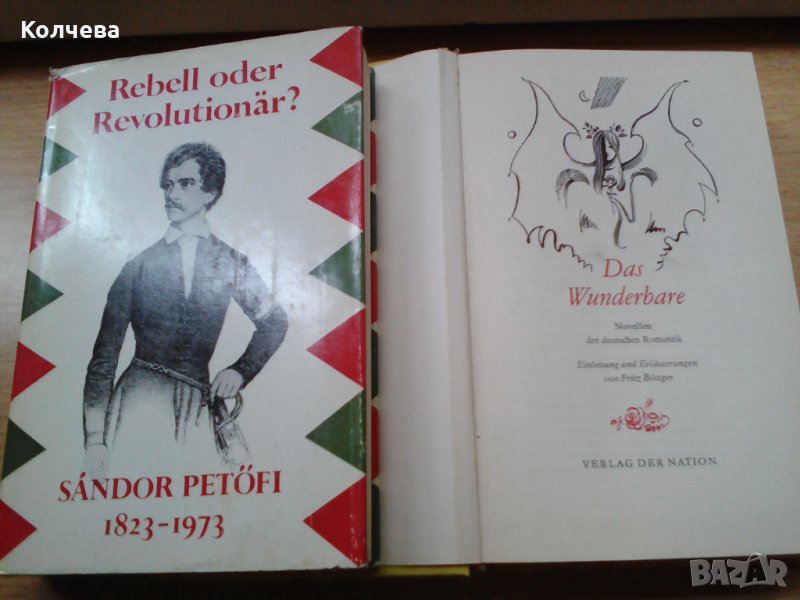 Колчева
Rebell oder
Revolutionär?
SÁNDOR PETŐFI
1823-1973
Das
Wunderbare
Novellen
der deutschen Romantik
Einleitung und Erläuterungen
von Fritz Böttger
VERLAG DER NATION
BAZAR